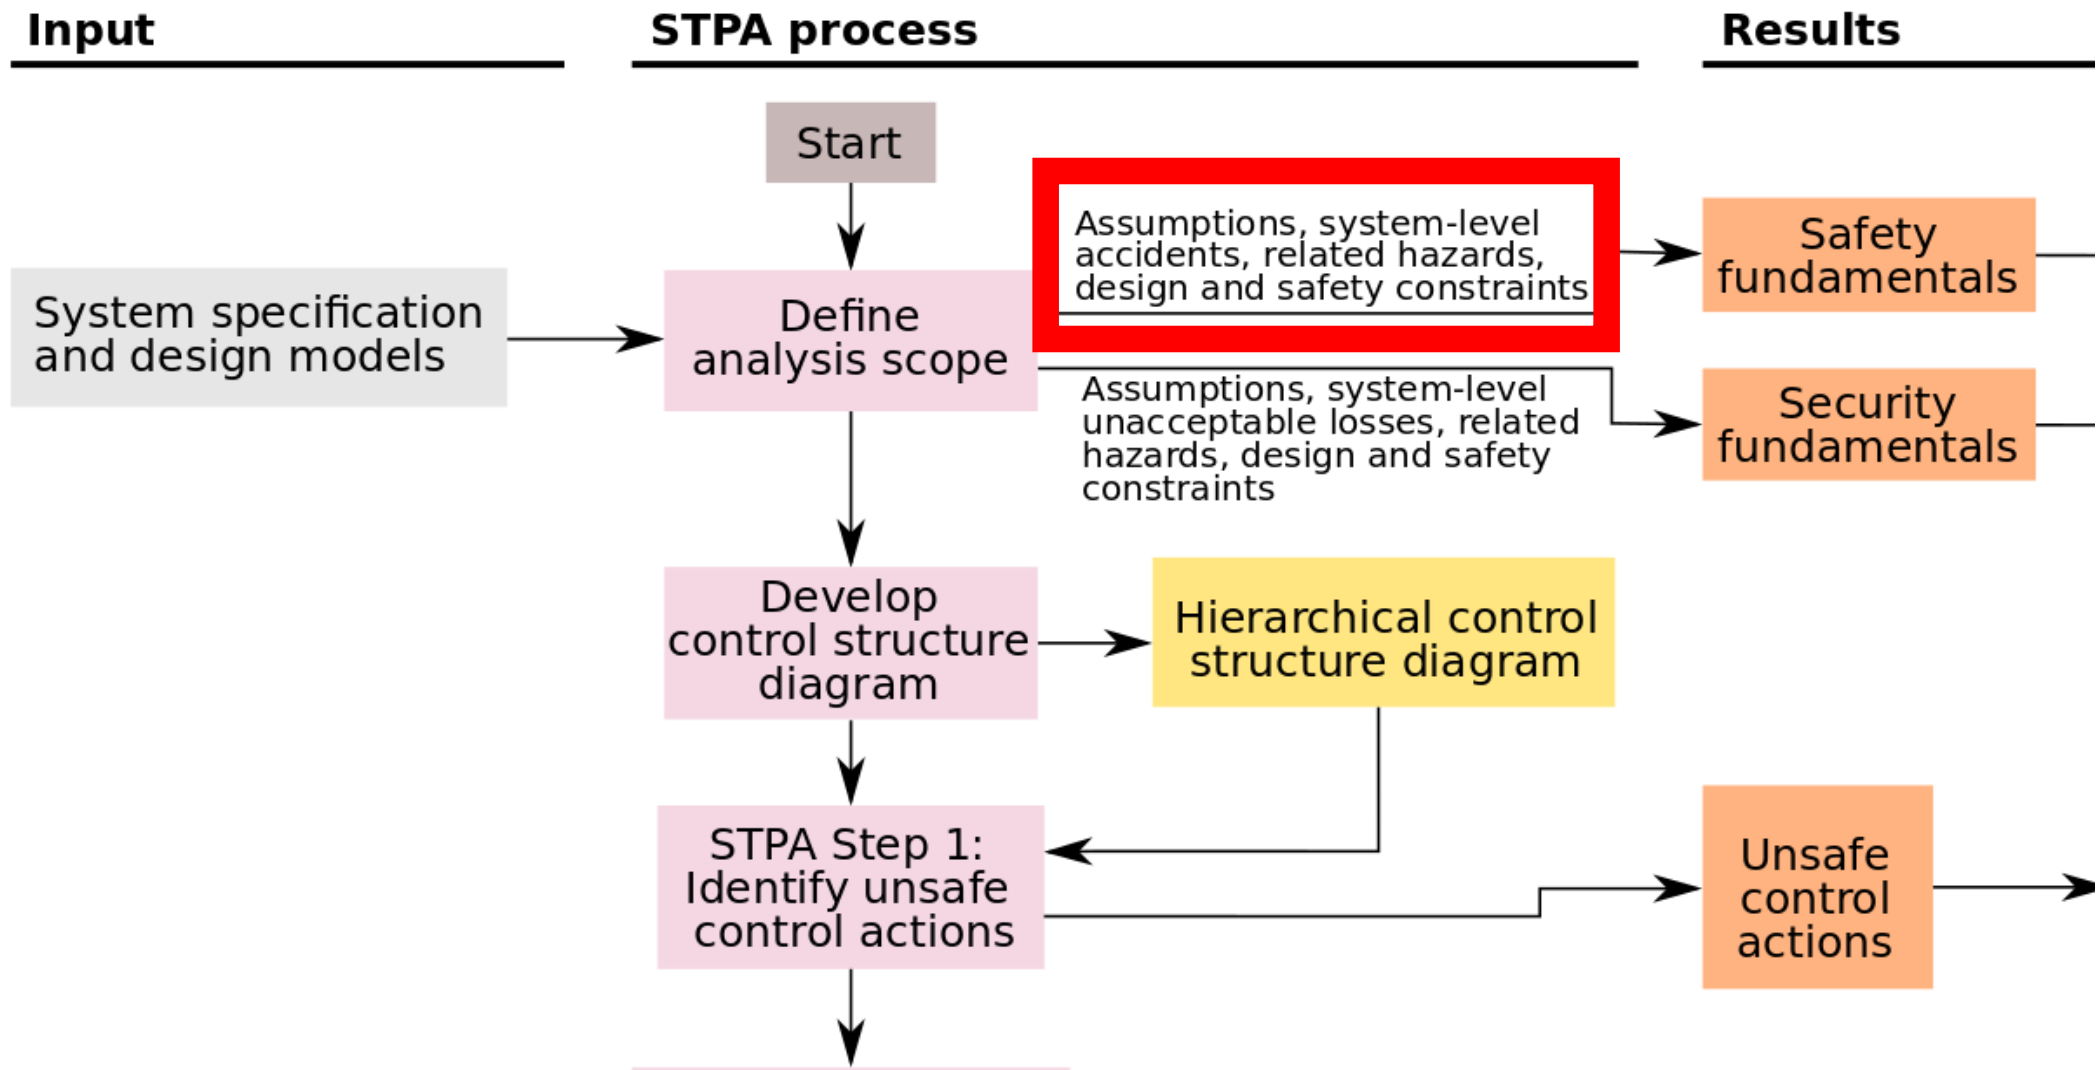 Input
STPA process
Results
Start
Assumptions, system-level
accidents, related hazards,
design and safety constraints
Safety
fundamentals
System specification
and design models
Define
analysis scope
Assumptions, system-level
unacceptable losses, related
hazards, design and safety
constraints
Security
fundamentals
Develop
control structure
diagram
Hierarchical control
structure diagram
STPA Step 1:
Identify unsafe
control actions
Unsafe
control
actions